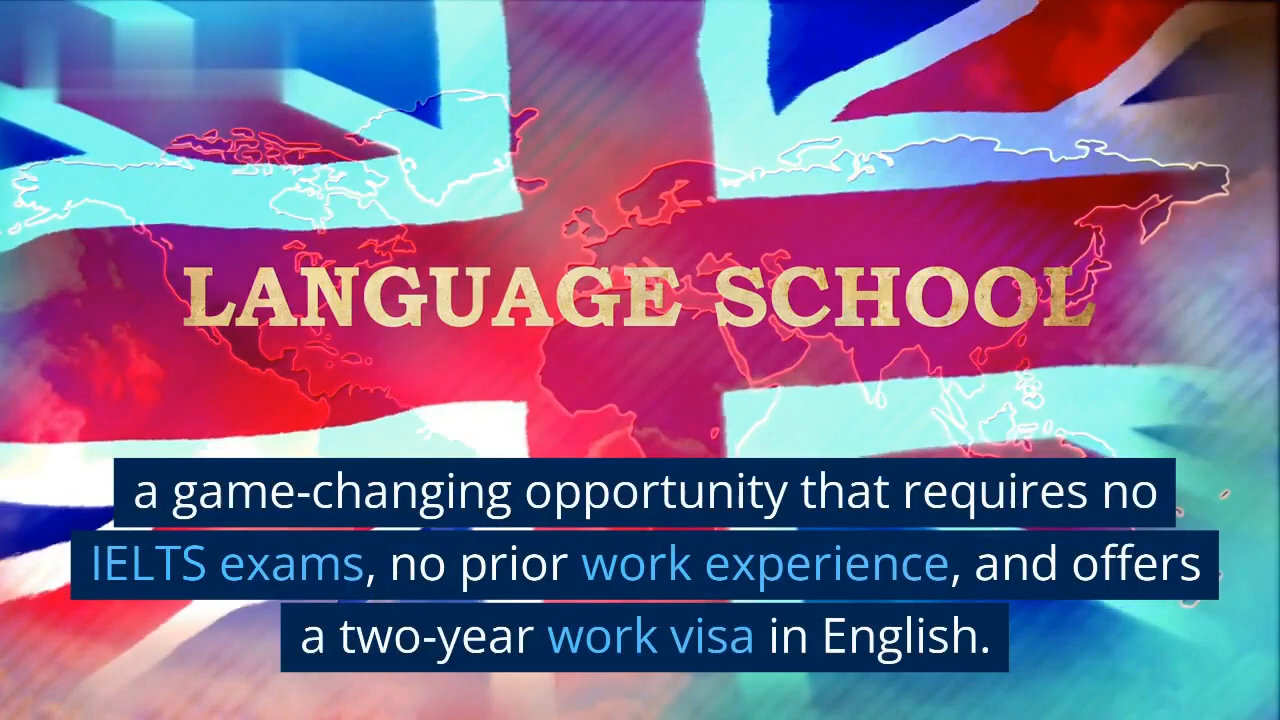 LANGUAGE SCHOOL
a game-changing opportunity that requires no
IELTS exams, no prior work experience, and offers
a two-year work visa in English.